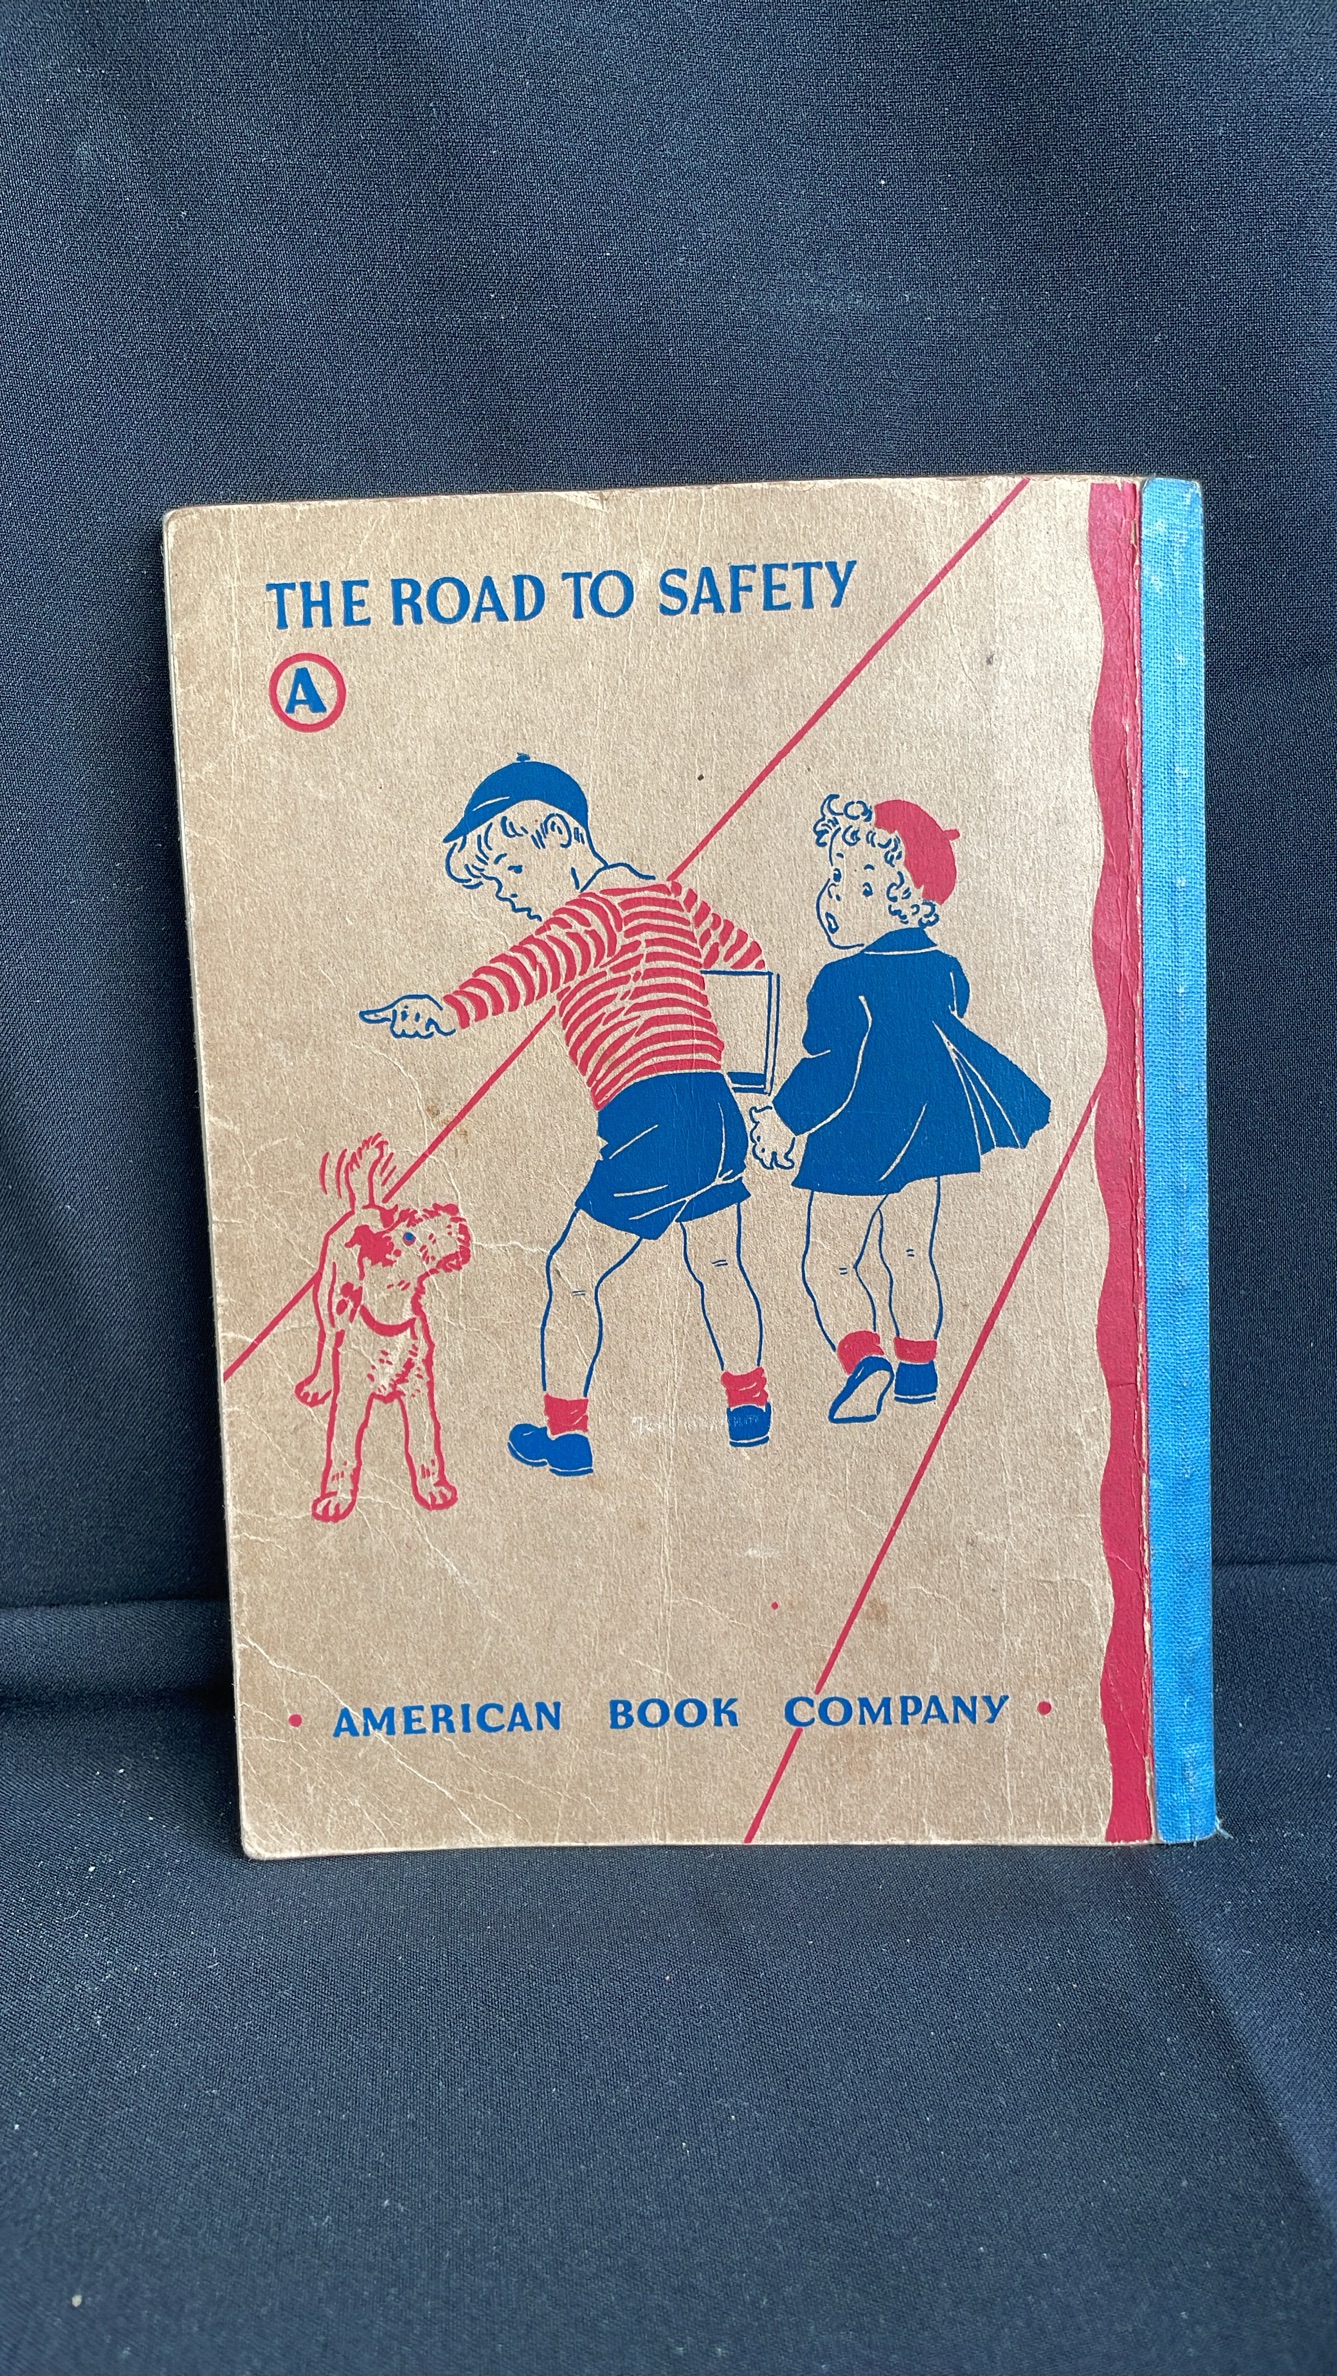 THE ROAD TO SAFETY
A
• AMERICAN BOOK COMPANY •